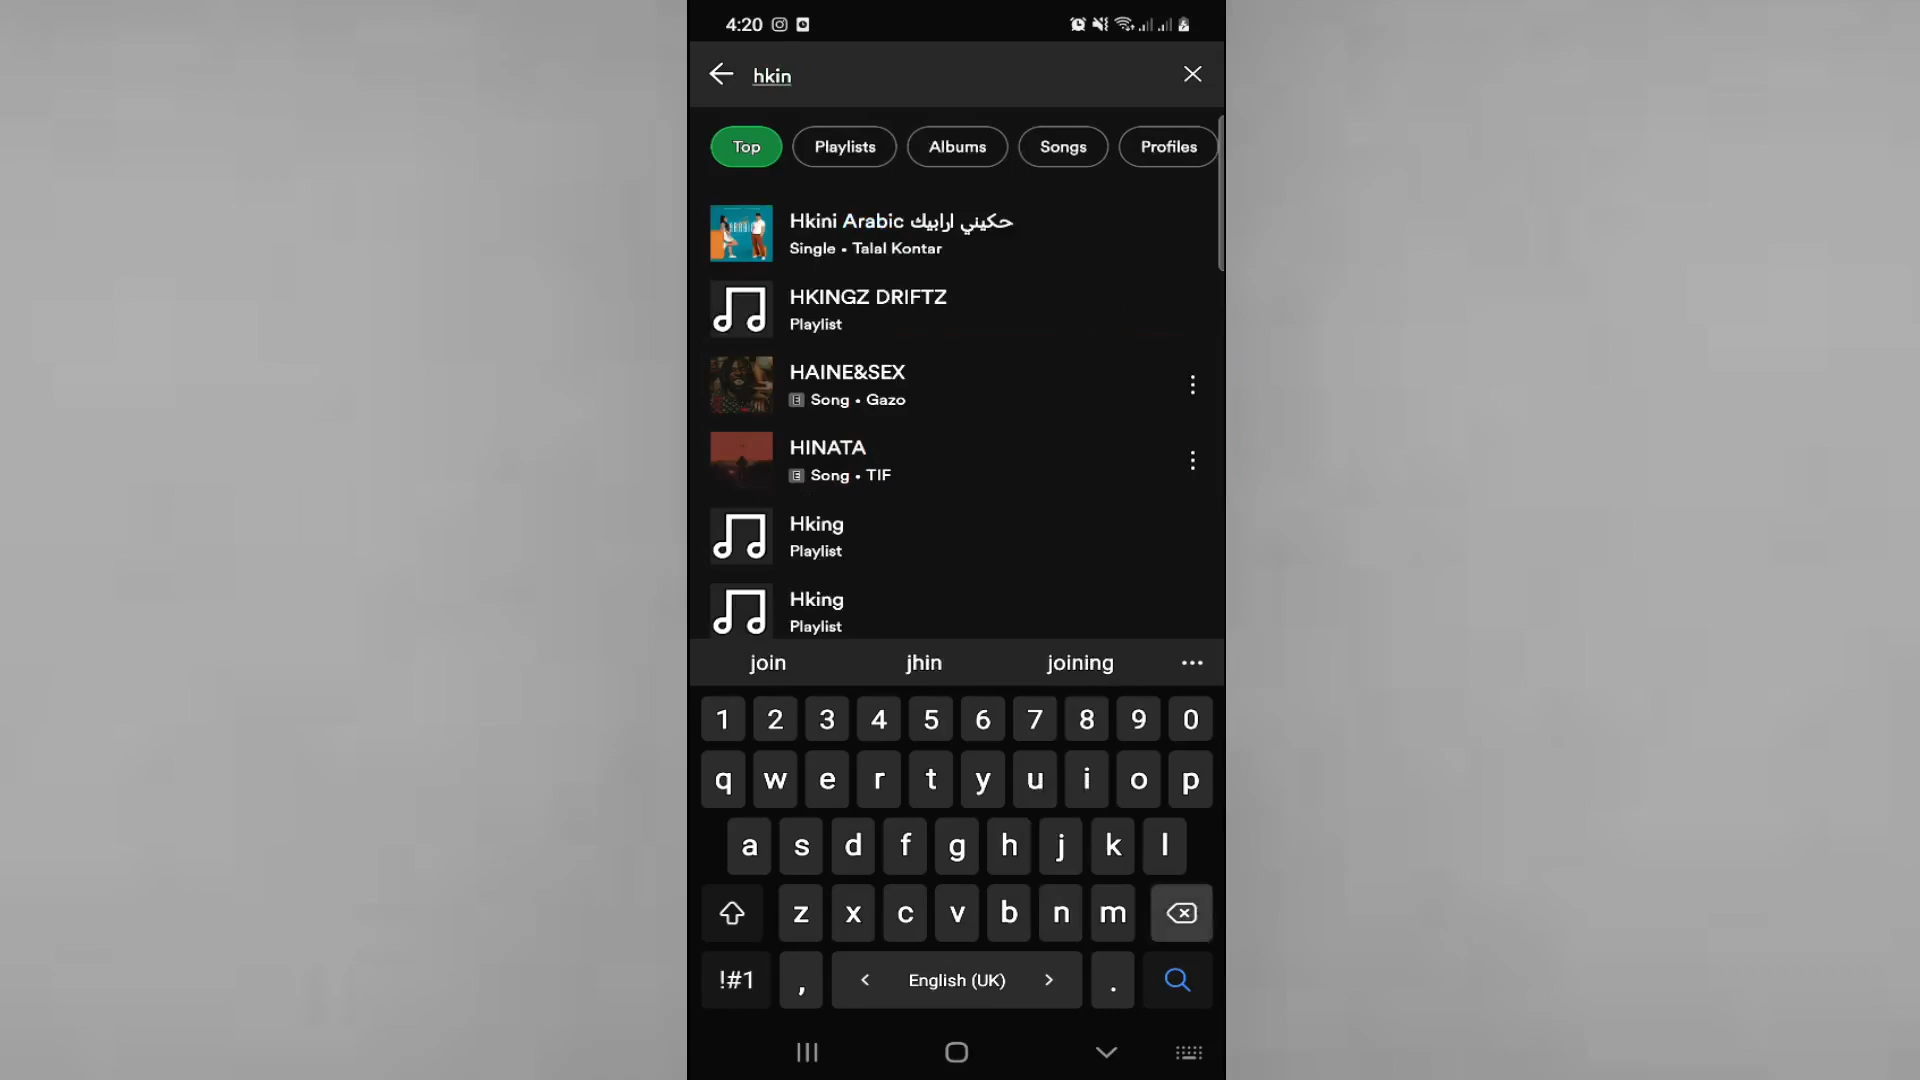 4:20
hkin
Top Playlists Albums Songs Profiles
Hkini Arabic حكيني ارابيك
Single • Talal Kontar
HKINGZ DRIFTZ
Playlist
HAINE&SEX
E Song • Gazo
HINATA
E Song • TIF
Hking
Playlist
Hking
Playlist
join jhin joining ...
1 2 3 4 5 6 7 8 9 0
q w e r t y u i o p
a s d f g h j k l
z x c v b n m
!#1 , < English (UK) > .